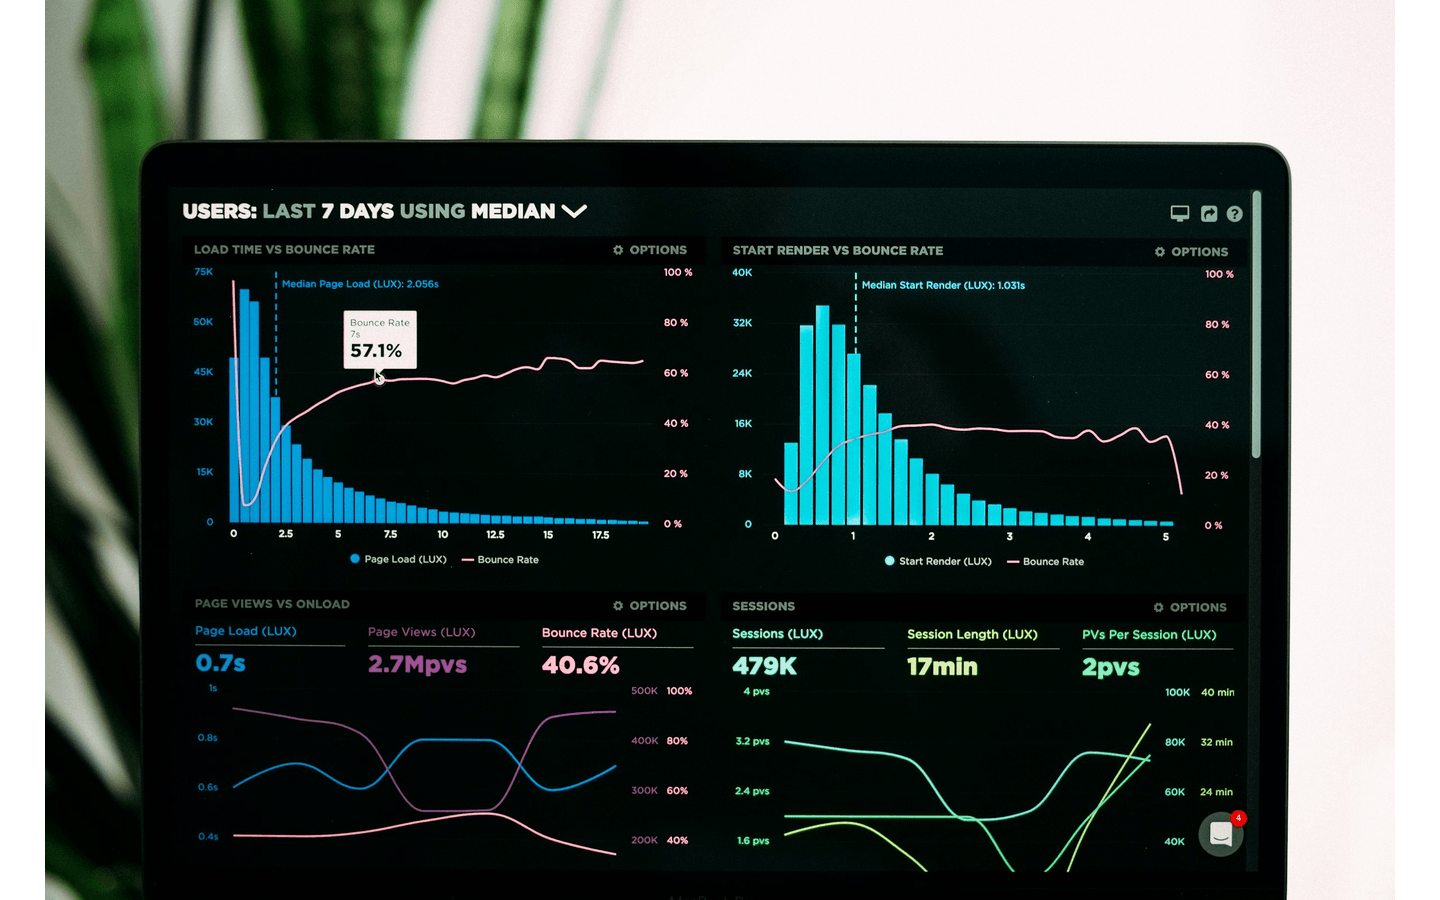 USERS: LAST 7 DAYS USING MEDIAN
LOAD TIME VS BOUNCE RATE
OPTIONS
75K
60K
45K
30K
15K
0
Median Page Load (LUX): 2.056s
Bounce Rate
7s
57.1%
100 %
80 %
60 %
40 %
20 %
0 %
0 2.5 5 7.5 10 12.5 15 17.5
Page Load (LUX) Bounce Rate
START RENDER VS BOUNCE RATE
OPTIONS
40K
32K
24K
16K
8K
0
Median Start Render (LUX): 1.031s
100 %
80 %
60 %
40 %
20 %
0 %
0 1 2 3 4 5
Start Render (LUX) Bounce Rate
PAGE VIEWS VS ONLOAD
OPTIONS
Page Load (LUX) Page Views (LUX) Bounce Rate (LUX)
0.7s 2.7Mpvs 40.6%
1s
0.8s
0.6s
0.4s
500K 100%
400K 80%
300K 60%
200K 40%
SESSIONS
OPTIONS
Sessions (LUX) Session Length (LUX) PVs Per Session (LUX)
479K 17min 2pvs
4 pvs
3.2 pvs
2.4 pvs
1.6 pvs
100K 40 min
80K 32 min
60K 24 min
40K
4